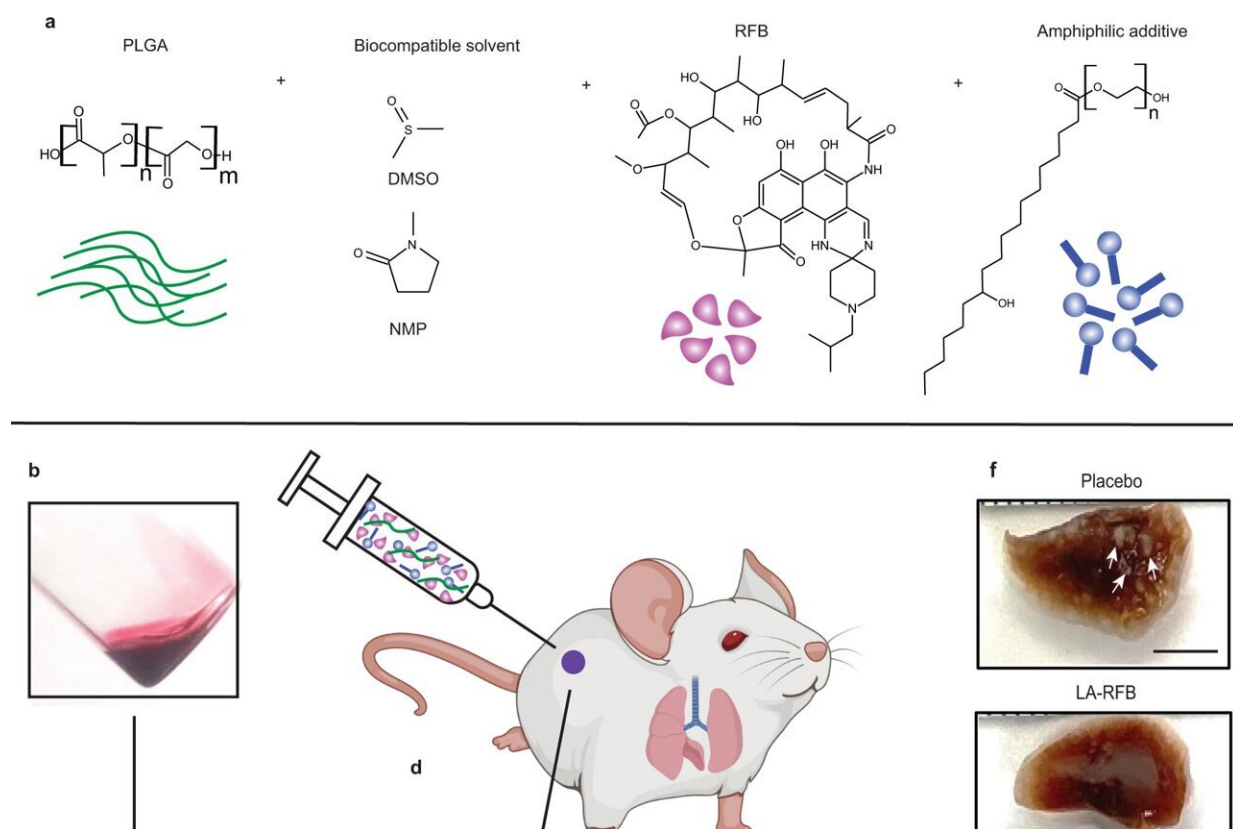 a
PLGA
+
Biocompatible solvent
+
RFB
+
Amphiphilic additive
O
HO
O
n
O
O
H
m
O
S
DMSO
N
O
NMP
HO
O
O
O
OH
OH
OH
O
NH
O
O
O
HN
N
N
O
O
OH
n
OH
b
d
f
Placebo
LA-RFB